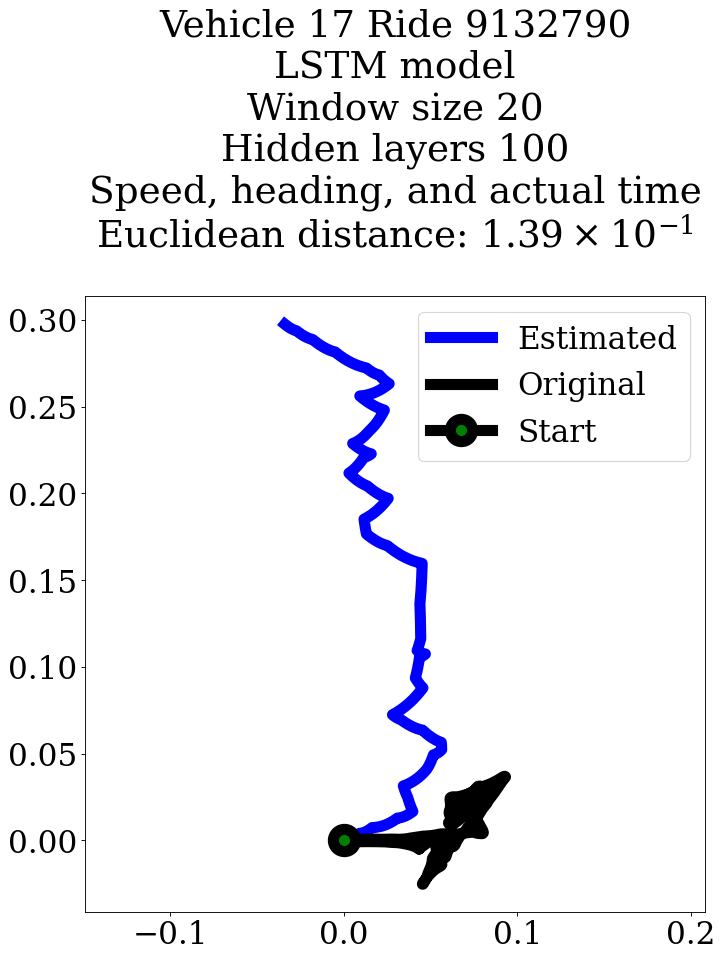 Vehicle 17 Ride 9132790
LSTM model
Window size 20
Hidden layers 100
Speed, heading, and actual time
Euclidean distance: 1.39 × 10⁻¹
Estimated
Original
Start
0.30
0.25
0.20
0.15
0.10
0.05
0.00
−0.1
0.0
0.1
0.2